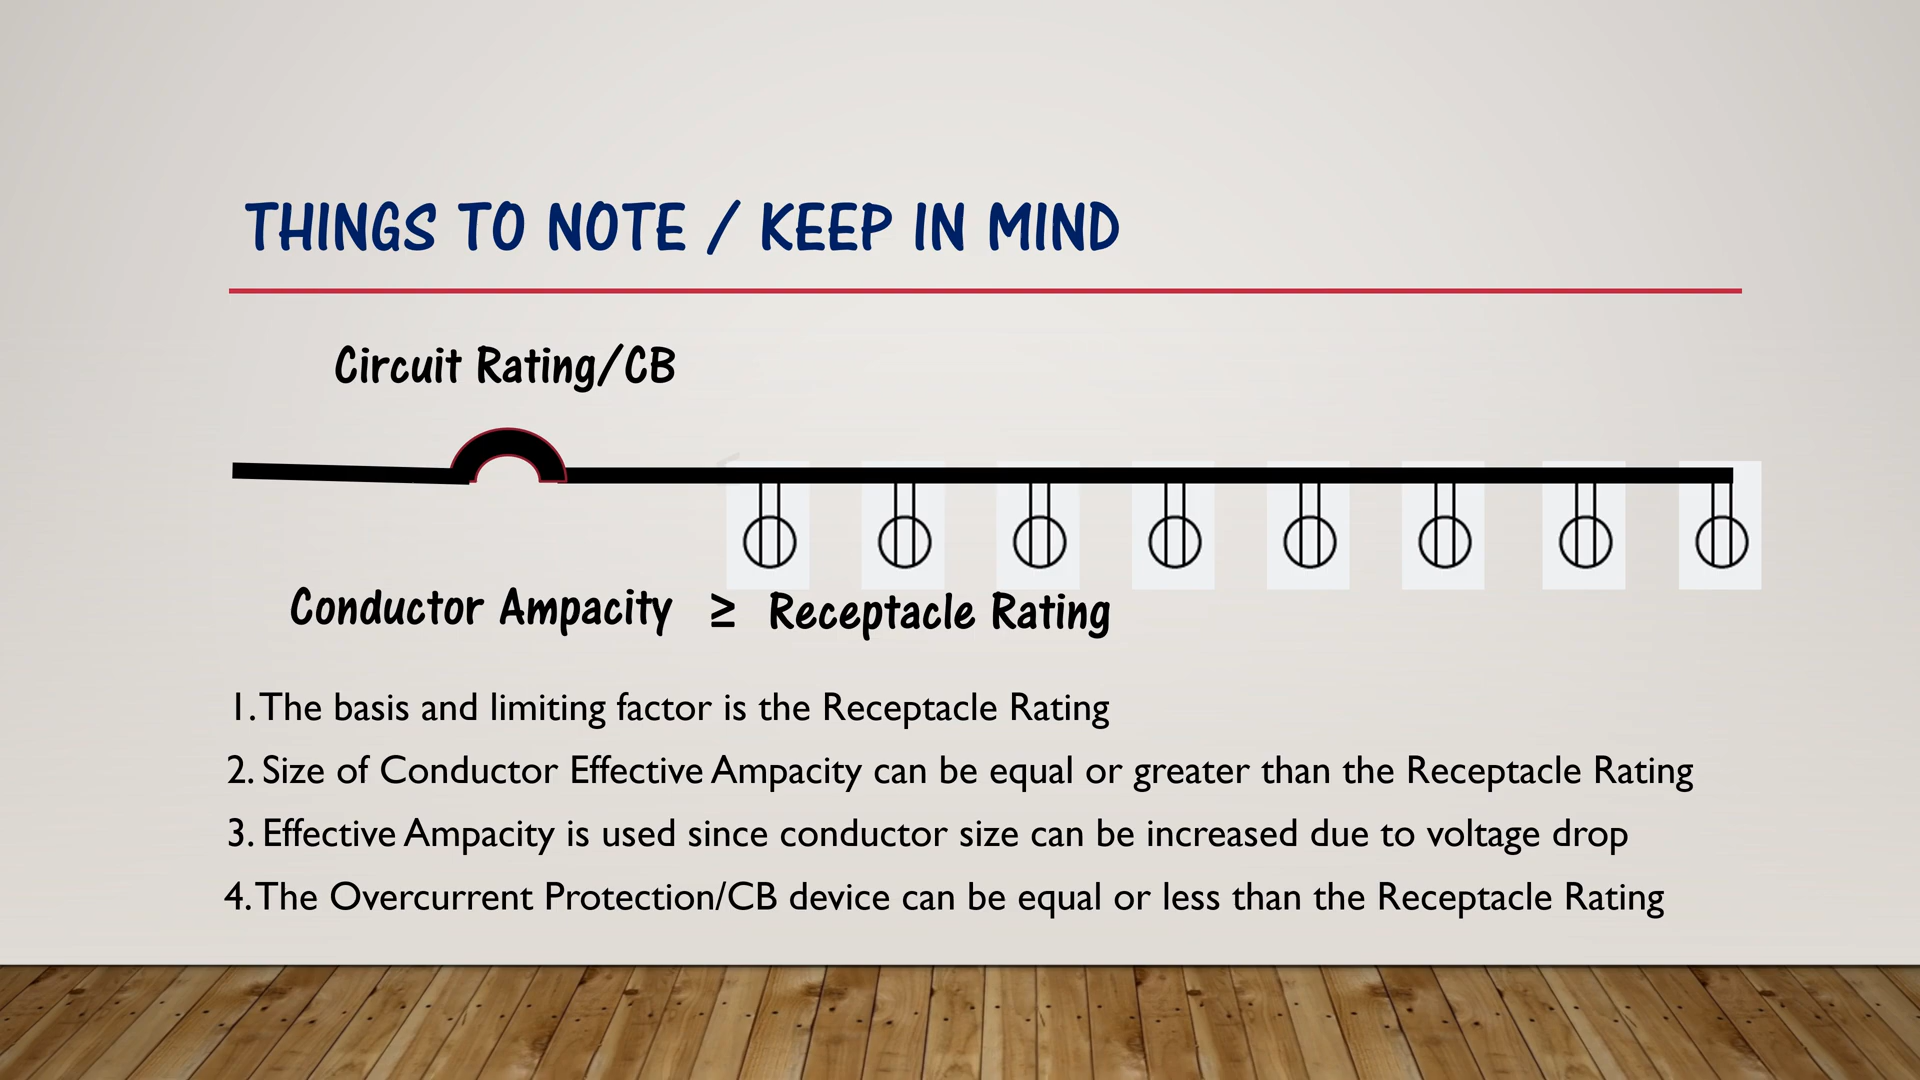 THINGS TO NOTE / KEEP IN MIND
Circuit Rating/CB
Conductor Ampacity ≥ Receptacle Rating
1. The basis and limiting factor is the Receptacle Rating
2. Size of Conductor Effective Ampacity can be equal or greater than the Receptacle Rating
3. Effective Ampacity is used since conductor size can be increased due to voltage drop
4. The Overcurrent Protection/CB device can be equal or less than the Receptacle Rating